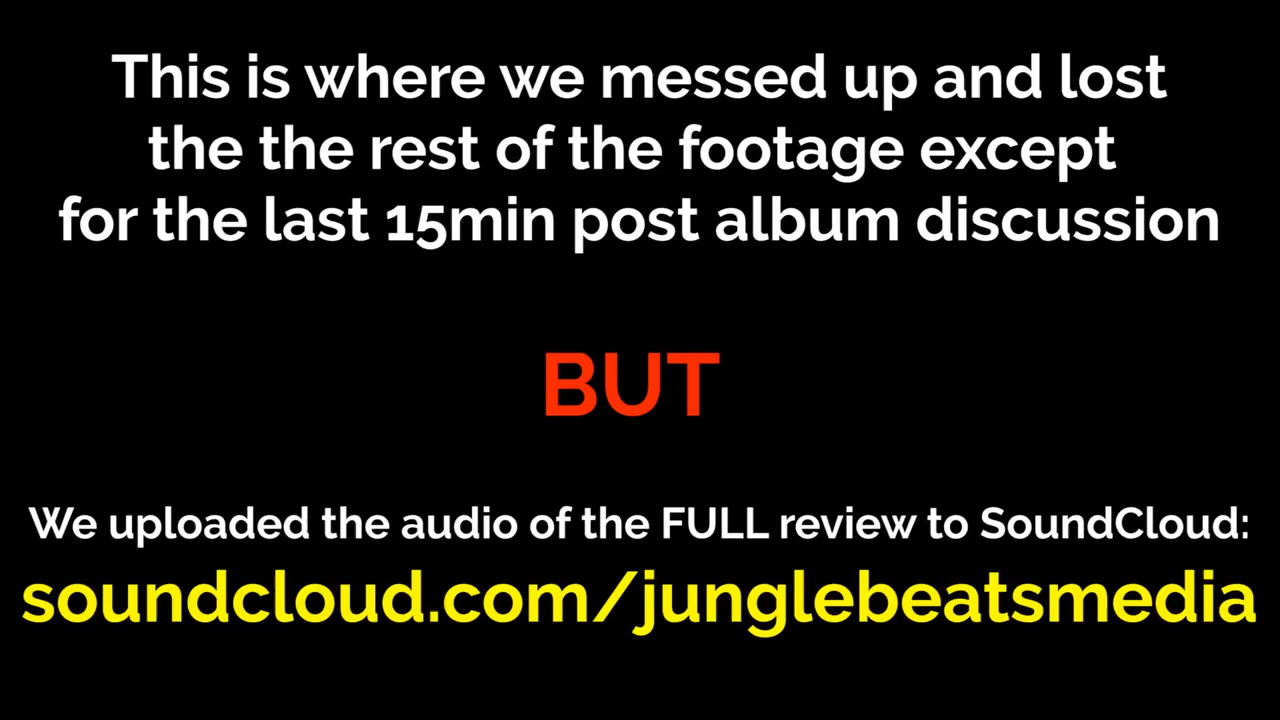 This is where we messed up and lost
the the rest of the footage except
for the last 15min post album discussion
BUT
We uploaded the audio of the FULL review to SoundCloud:
soundcloud.com/junglebeatsmedia